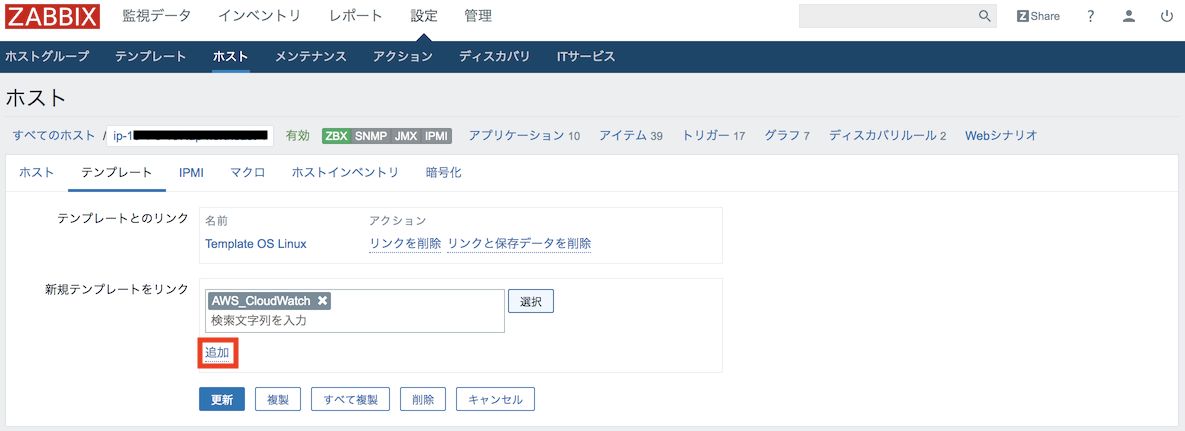 ZABBIX 監視データ インベントリ レポート 設定 管理 Z Share ?
ホストグループ テンプレート ホスト メンテナンス アクション ディスカバリ ITサービス
ホスト
すべてのホスト / ip-1 有効 ZBX SNMP JMX IPMI アプリケーション 10 アイテム 39 トリガー 17 グラフ 7 ディスカバリルール 2 Webシナリオ
ホスト テンプレート IPMI マクロ ホストインベントリ 暗号化
テンプレートとのリンク 名前 アクション
Template OS Linux リンクを削除 リンクと保存データを削除
新規テンプレートをリンク AWS_CloudWatch ✖ 選択
検索文字列を入力
追加
更新 複製 すべて複製 削除 キャンセル